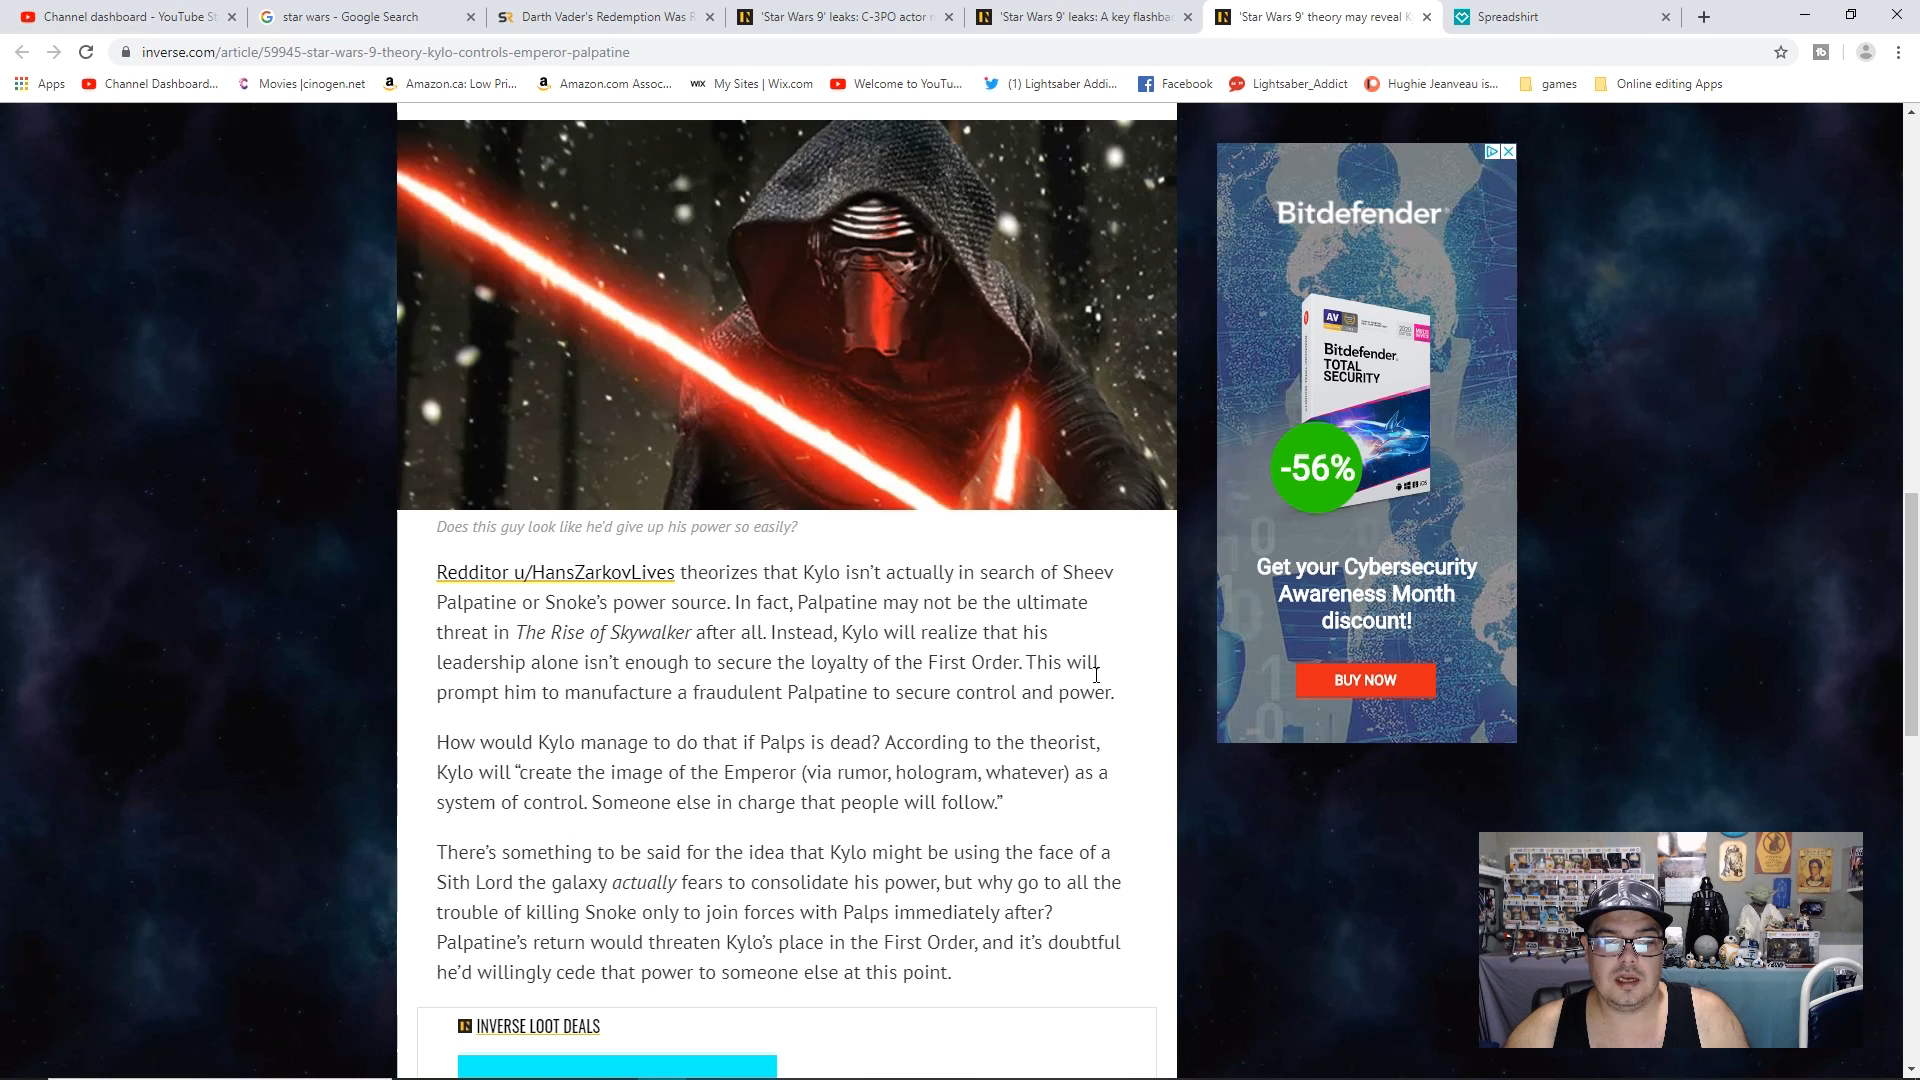 Channel dashboard - YouTube St
star wars - Google Search
Darth Vader's Redemption Was R
'Star Wars 9' leaks: C-3PO actor
'Star Wars 9' leaks: A key flashba
'Star Wars 9' theory may reveal K
Spreadshirt
inverse.com/article/59945-star-wars-9-theory-kylo-controls-emperor-palpatine
Apps
Channel Dashboard...
Movies |cinogen.net
Amazon.ca: Low Pri...
Amazon.com Assoc...
WIX My Sites | Wix.com
Welcome to YouTu...
(1) Lightsaber Addi...
Facebook
Lightsaber_Addict
Hughie Jeanveau is...
games
Online editing Apps
Does this guy look like he'd give up his power so easily?
Redditor u/HansZarkovLives theorizes that Kylo isn't actually in search of Sheev
Palpatine or Snoke's power source. In fact, Palpatine may not be the ultimate
threat in The Rise of Skywalker after all. Instead, Kylo will realize that his
leadership alone isn't enough to secure the loyalty of the First Order. This will
prompt him to manufacture a fraudulent Palpatine to secure control and power.
How would Kylo manage to do that if Palps is dead? According to the theorist,
Kylo will “create the image of the Emperor (via rumor, hologram, whatever) as a
system of control. Someone else in charge that people will follow.”
There's something to be said for the idea that Kylo might be using the face of a
Sith Lord the galaxy actually fears to consolidate his power, but why go to all the
trouble of killing Snoke only to join forces with Palps immediately after?
Palpatine's return would threaten Kylo's place in the First Order, and it's doubtful
he'd willingly cede that power to someone else at this point.
INVERSE LOOT DEALS
Bitdefender
AV
2020
Bitdefender
TOTAL
SECURITY
-56%
Get your Cybersecurity
Awareness Month
discount!
BUY NOW